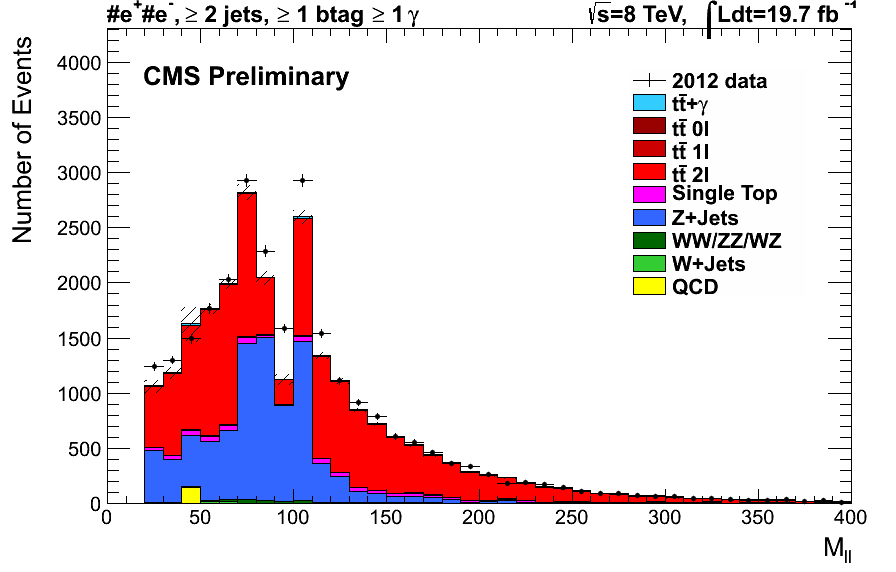 #e⁺#e⁻, ≥ 2 jets, ≥ 1 btag ≥ 1 γ
√s=8 TeV, ∫Ldt=19.7 fb⁻¹
CMS Preliminary
2012 data
tt̄+γ
tt̄ 0l
tt̄ 1l
tt̄ 2l
Single Top
Z+Jets
WW/ZZ/WZ
W+Jets
QCD
Number of Events
4000
3500
3000
2500
2000
1500
1000
500
0
0 50 100 150 200 250 300 350 400
M_ll